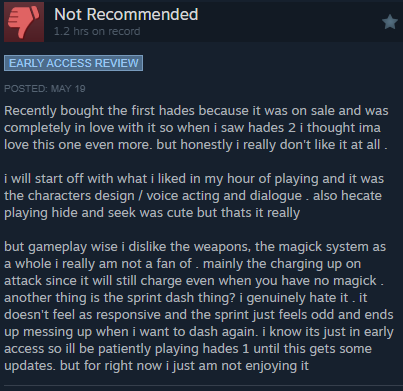 Not Recommended
1.2 hrs on record
EARLY ACCESS REVIEW
POSTED: MAY 19
Recently bought the first hades because it was on sale and was
completely in love with it so when i saw hades 2 i thought ima
love this one even more. but honestly i really don't like it at all .
i will start off with what i liked in my hour of playing and it was
the characters design / voice acting and dialogue . also hecate
playing hide and seek was cute but thats it really
but gameplay wise i dislike the weapons, the magick system as
a whole i really am not a fan of . mainly the charging up on
attack since it will still charge even when you have no magick .
another thing is the sprint dash thing? i genuinely hate it . it
doesn't feel as responsive and the sprint just feels odd and ends
up messing up when i want to dash again. i know its just in early
access so ill be patiently playing hades 1 until this gets some
updates. but for right now i just am not enjoying it